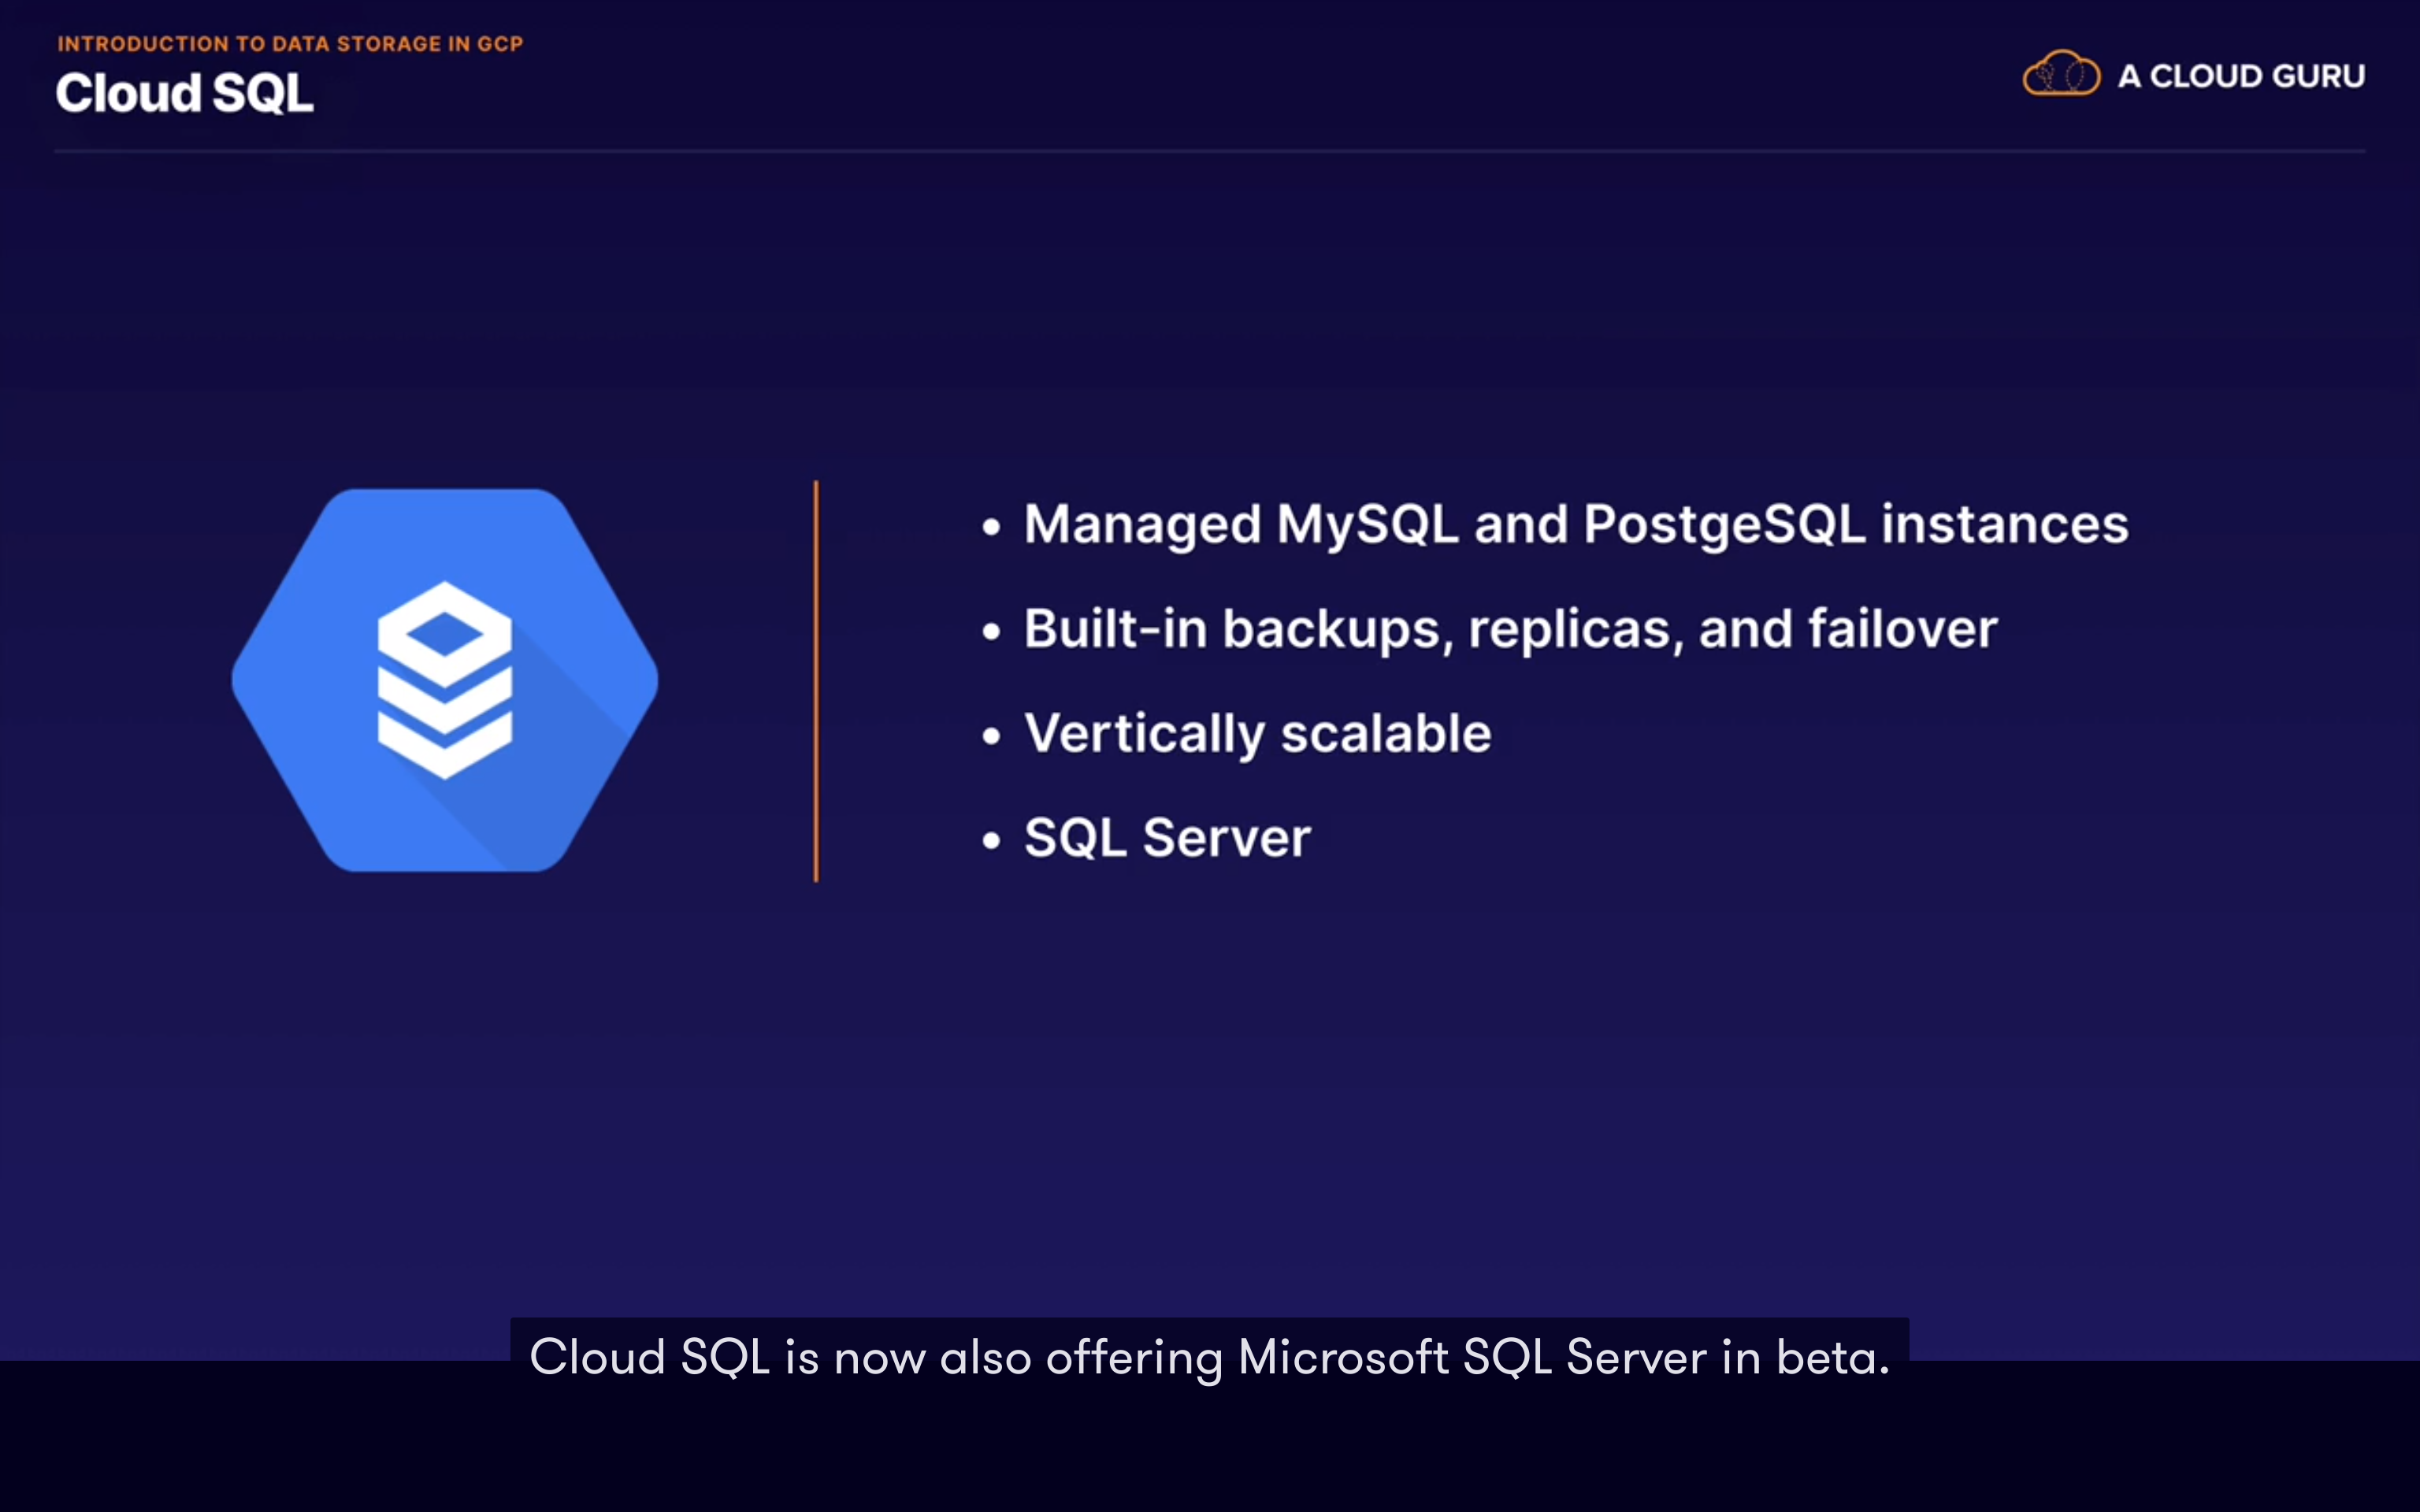 INTRODUCTION TO DATA STORAGE IN GCP
Cloud SQL
A CLOUD GURU
• Managed MySQL and PostgeSQL instances
• Built-in backups, replicas, and failover
• Vertically scalable
• SQL Server
Cloud SQL is now also offering Microsoft SQL Server in beta.